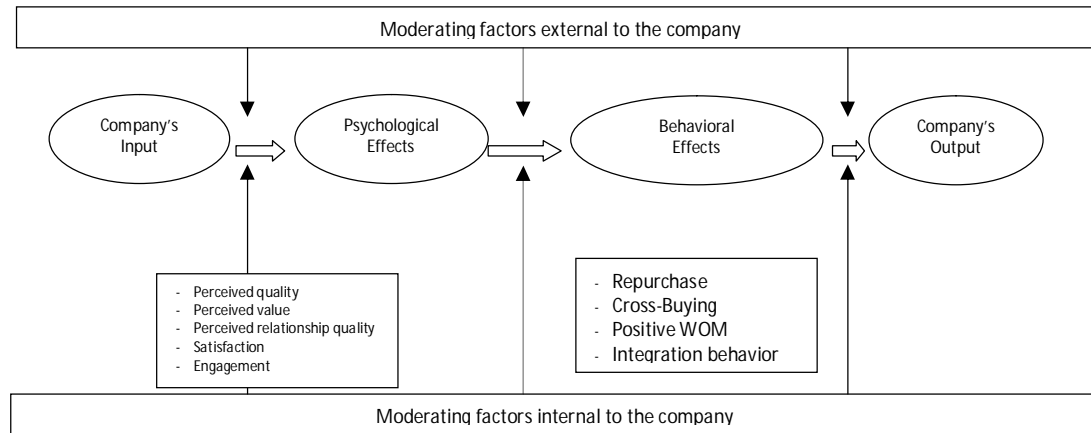 Moderating factors external to the company
Company's
Input
Psychological
Effects
Behavioral
Effects
Company's
Output
- Perceived quality
- Perceived value
- Perceived relationship quality
- Satisfaction
- Engagement
- Repurchase
- Cross-Buying
- Positive WOM
- Integration behavior
Moderating factors internal to the company